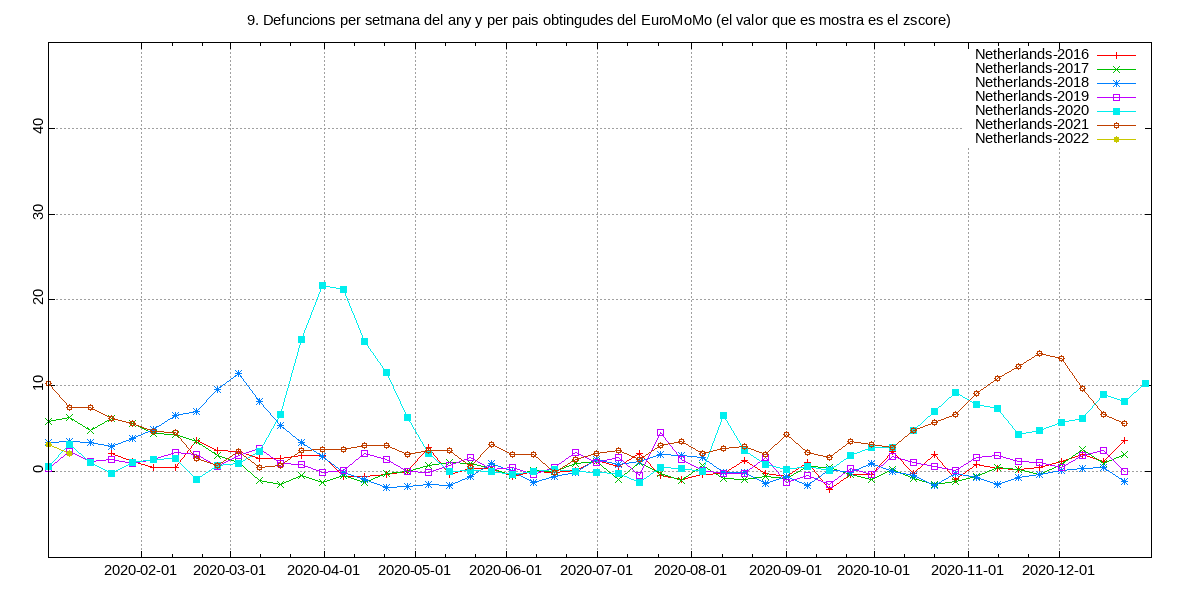 9. Defuncions per setmana del any y per pais obtingudes del EuroMoMo (el valor que es mostra es el zscore)
Netherlands-2016
Netherlands-2017
Netherlands-2018
Netherlands-2019
Netherlands-2020
Netherlands-2021
Netherlands-2022
40
30
20
10
0
2020-02-01 2020-03-01 2020-04-01 2020-05-01 2020-06-01 2020-07-01 2020-08-01 2020-09-01 2020-10-01 2020-11-01 2020-12-01